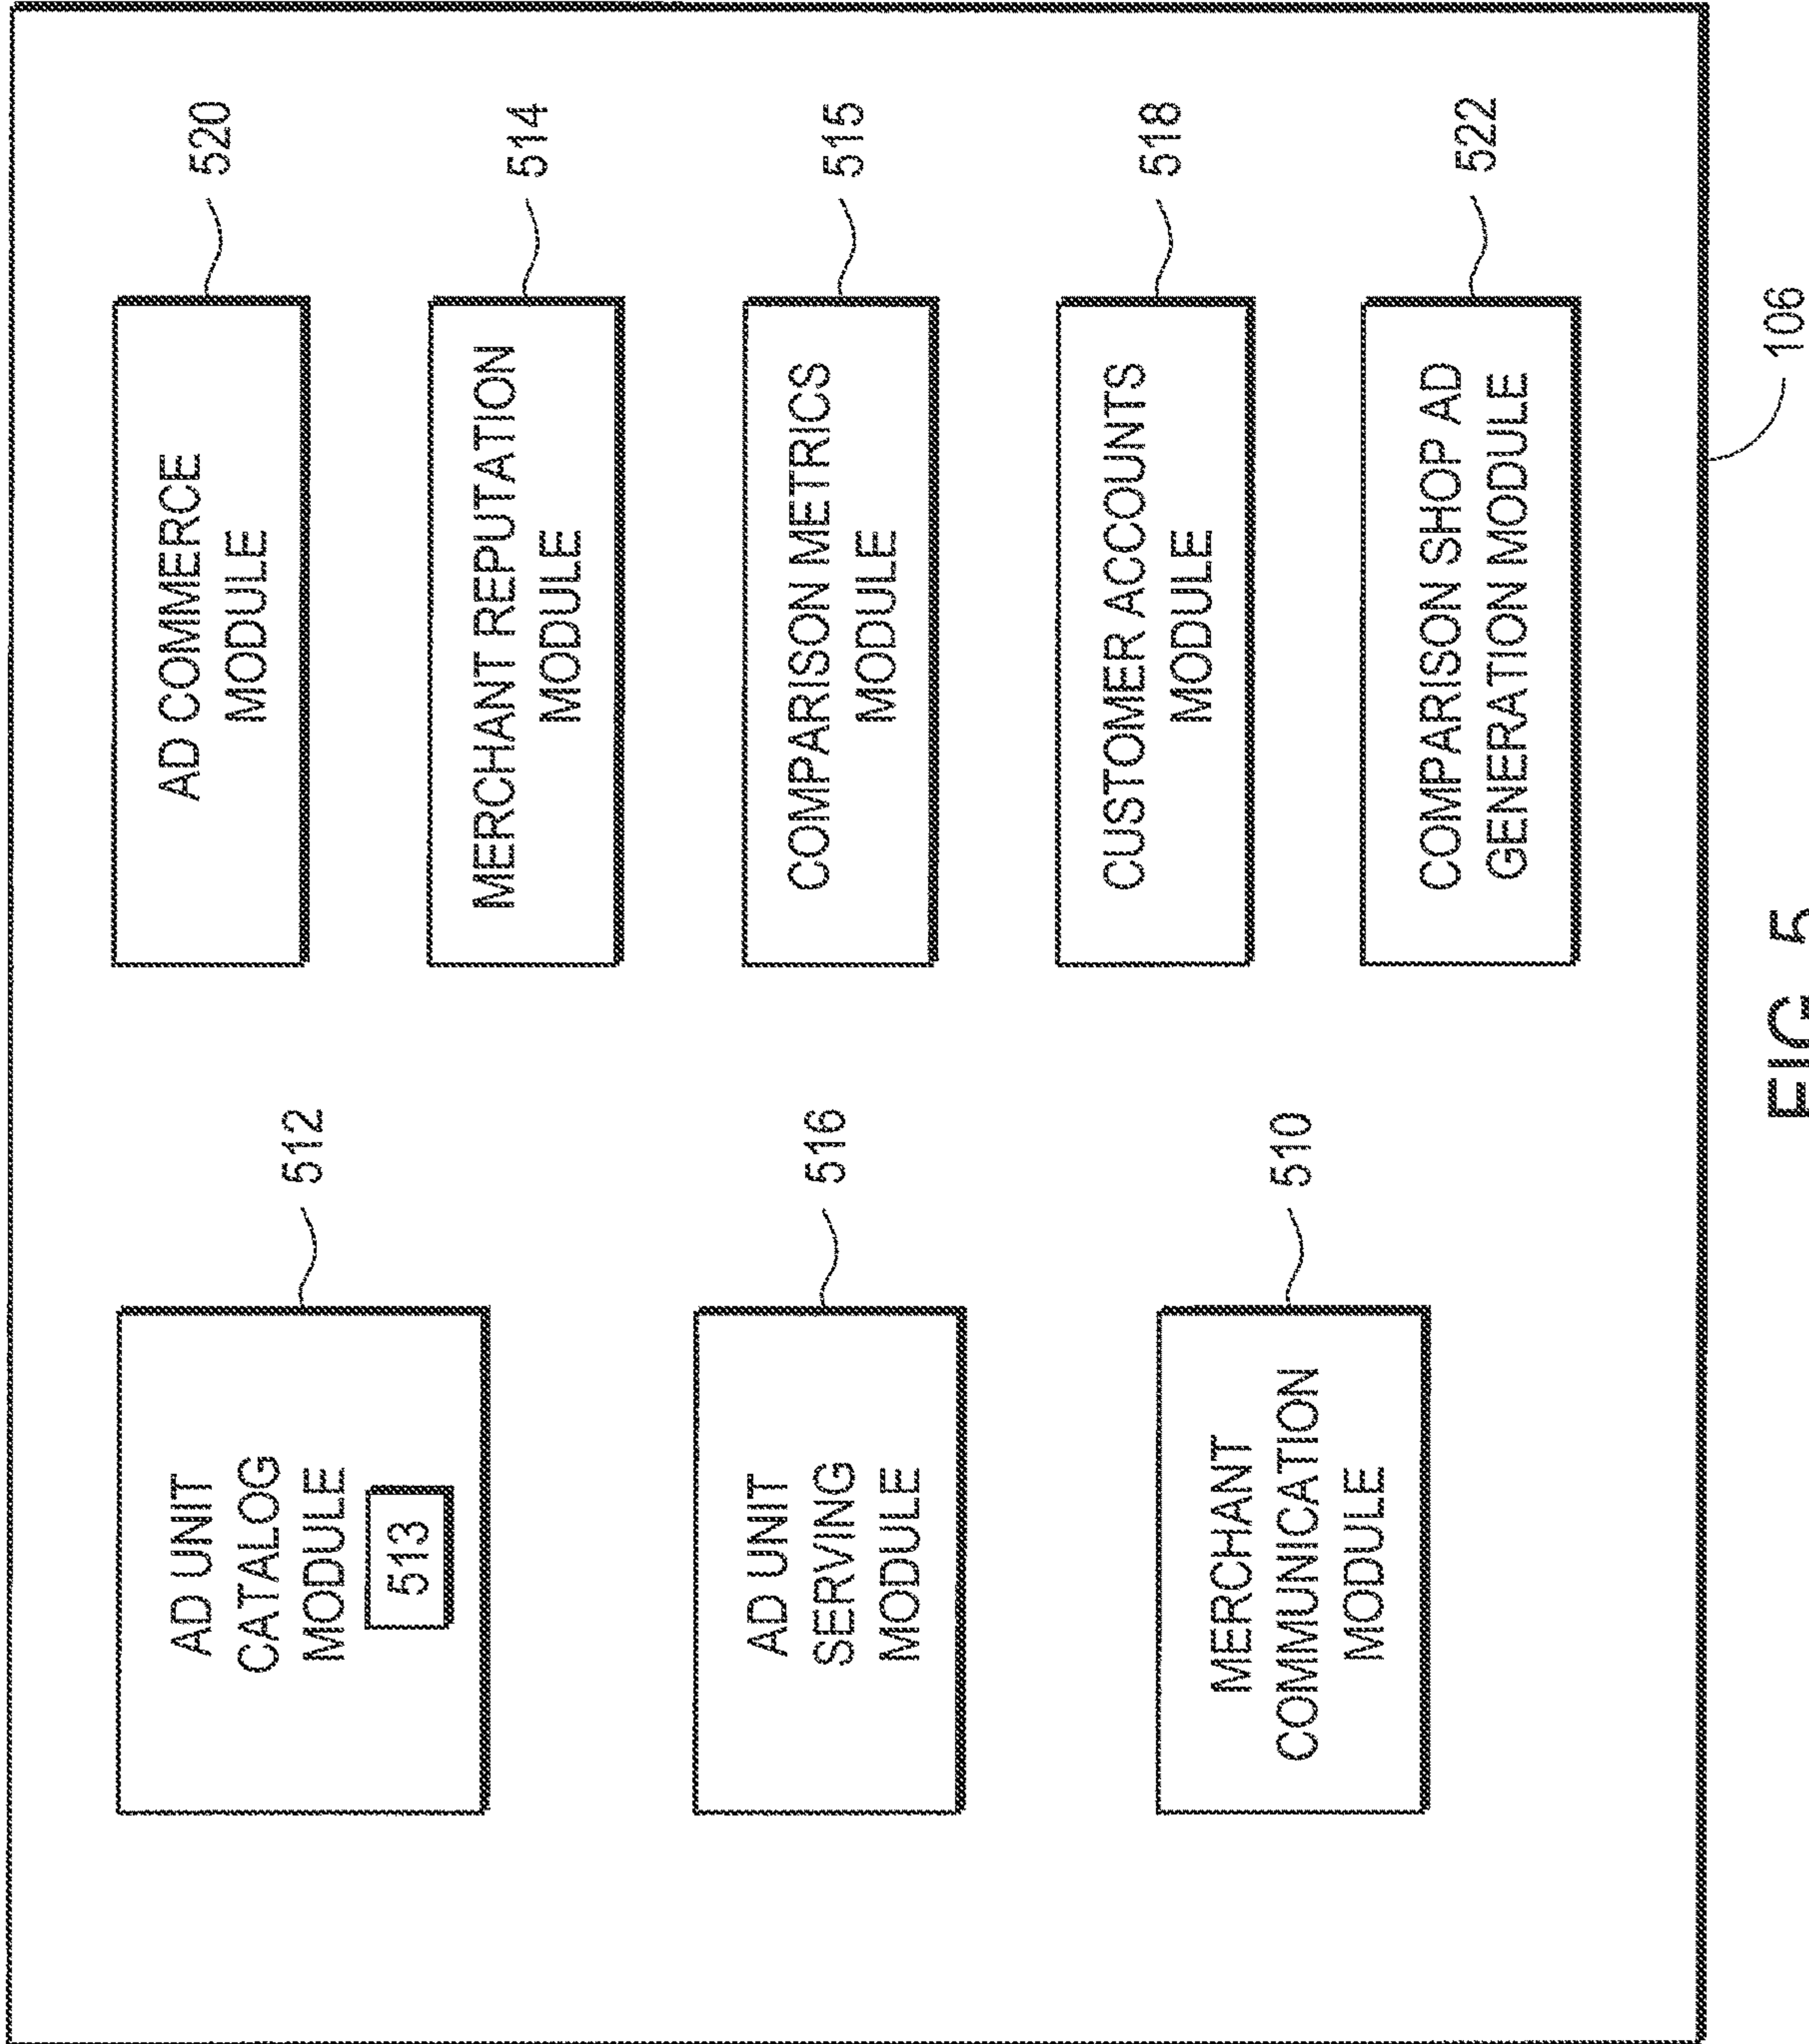 AD UNIT
CATALOG
MODULE
513
512
AD UNIT
SERVING
MODULE
516
MERCHANT
COMMUNICATION
MODULE
510
AD COMMERCE
MODULE
520
MERCHANT REPUTATION
MODULE
514
COMPARISON METRICS
MODULE
515
CUSTOMER ACCOUNTS
MODULE
518
COMPARISON SHOP AD
GENERATION MODULE
522
106
FIG. 5